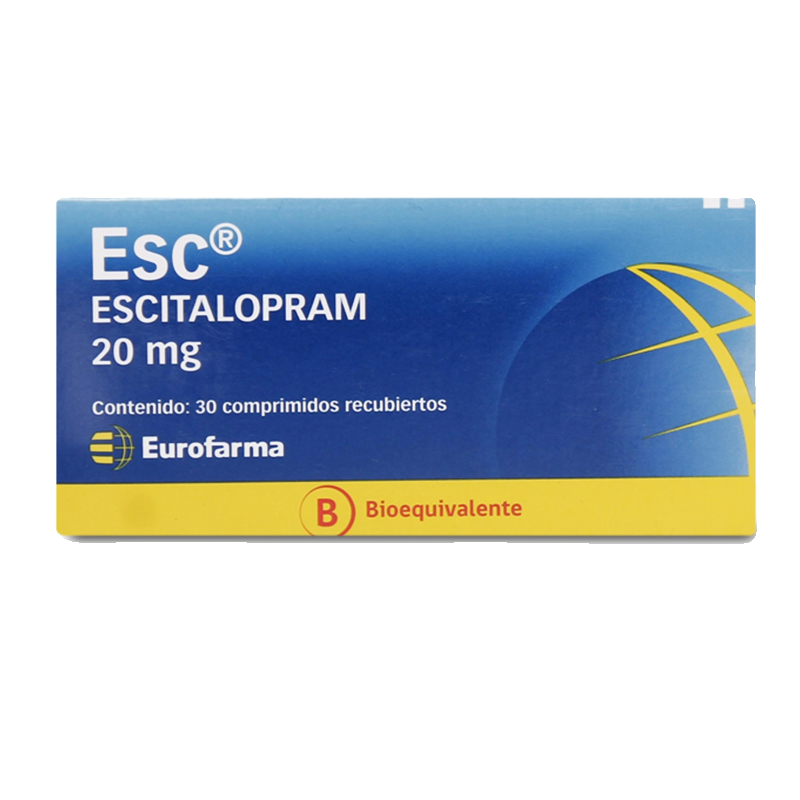 Esc®
ESCITALOPRAM
20 mg
Contenido: 30 comprimidos recubiertos
Eurofarma
B Bioequivalente